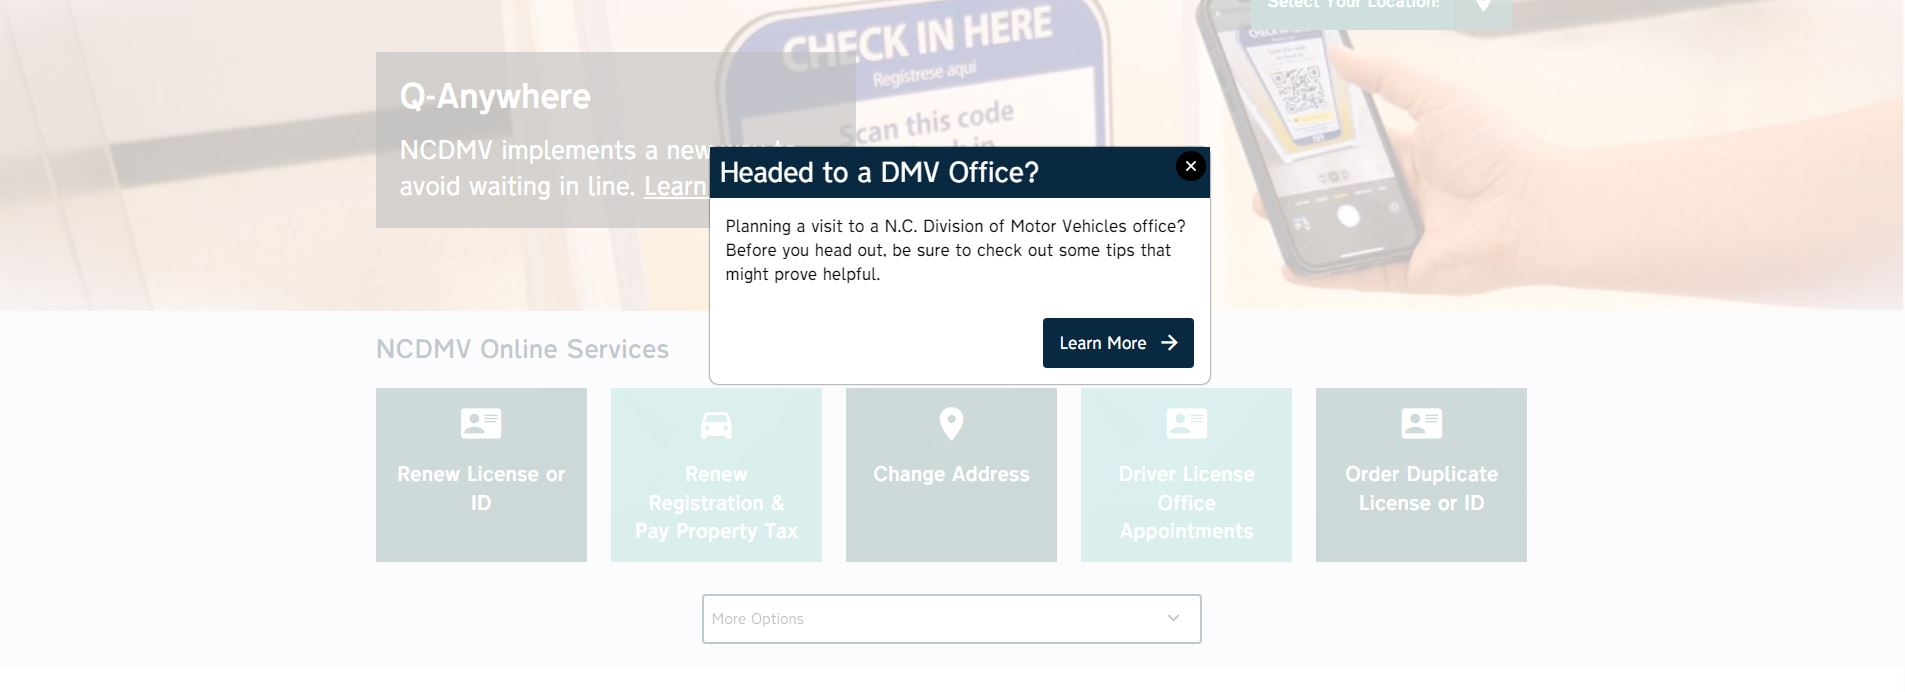 Select Your Location:
CHECK IN HERE
Regístrese aquí
Scan this code
Q-Anywhere
NCDMV implements a new way to
avoid waiting in line. Learn
Headed to a DMV Office?
Planning a visit to a N.C. Division of Motor Vehicles office?
Before you head out, be sure to check out some tips that
might prove helpful.
Learn More
NCDMV Online Services
Renew License or
ID
Renew
Registration &
Pay Property Tax
Change Address
Driver License
Office
Appointments
Order Duplicate
License or ID
More Options